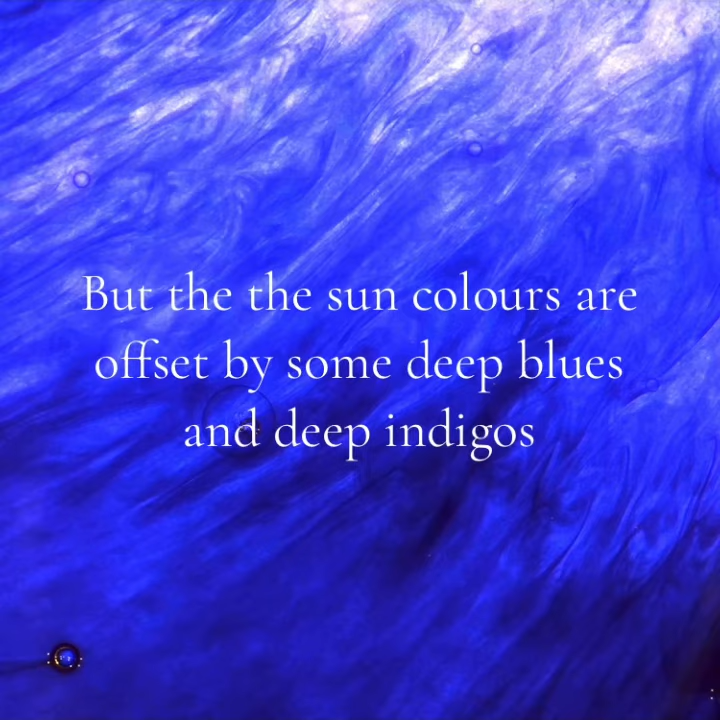 But the the sun colours are
offset by some deep blues
and deep indigos